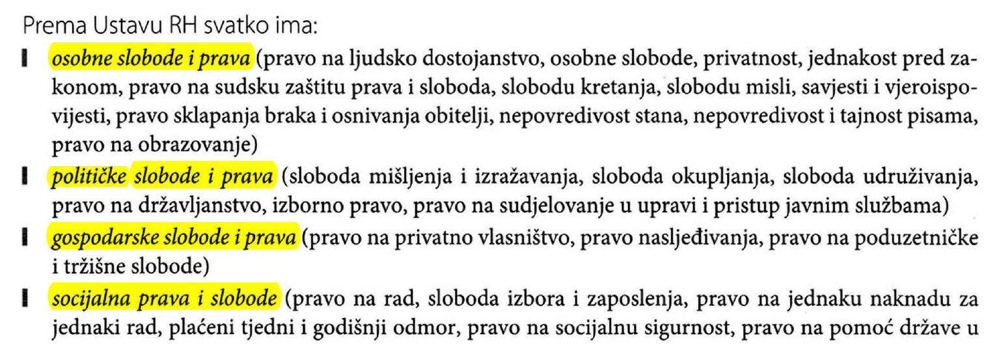 Prema Ustavu RH svatko ima:
osobne slobode i prava (pravo na ljudsko dostojanstvo, osobne slobode, privatnost, jednakost pred za-
konom, pravo na sudsku zaštitu prava i sloboda, slobodu kretanja, slobodu misli, savjesti i vjeroispo-
vijesti, pravo sklapanja braka i osnivanja obitelji, nepovredivost stana, nepovredivost i tajnost pisama,
pravo na obrazovanje)
političke slobode i prava (sloboda mišljenja i izražavanja, sloboda okupljanja, sloboda udruživanja,
pravo na državljanstvo, izborno pravo, pravo na sudjelovanje u upravi i pristup javnim službama)
gospodarske slobode i prava (pravo na privatno vlasništvo, pravo nasljeđivanja, pravo na poduzetničke
i tržišne slobode)
socijalna prava i slobode (pravo na rad, sloboda izbora i zaposlenja, pravo na jednaku naknadu za
jednaki rad, plaćeni tjedni i godišnji odmor, pravo na socijalnu sigurnost, pravo na pomoć države u